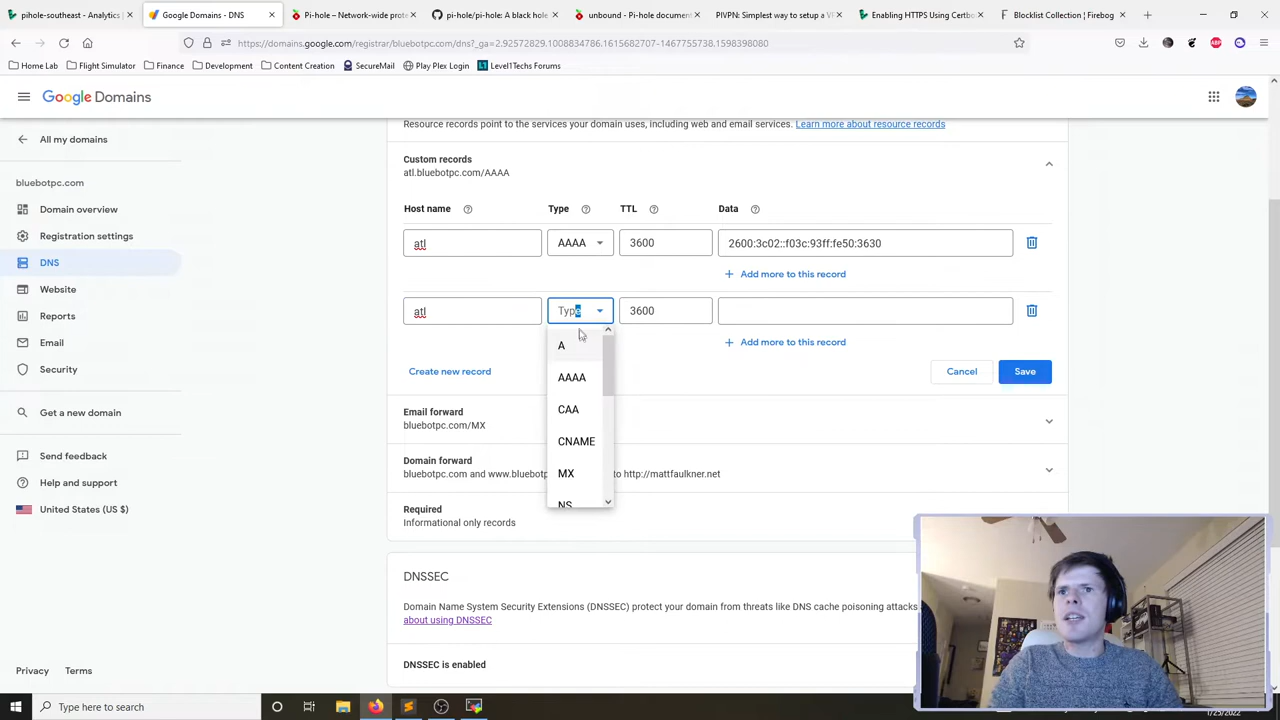 pihole-southeast - Analytics
Google Domains - DNS
Pi-hole – Network-wide prote
pi-hole/pi-hole: A black ho
unbound - Pi-hole documen
PIVPN: Simplest way to setup a VP
Enabling HTTPS Using Certb
Blocklist Collection | Firebog
https://domains.google.com/registrar/bluebotpc.com/dns
Home Lab
Flight Simulator
Finance
Development
Content Creation
SecureMail
Play Plex Login
Level1Techs Forums
Google Domains
All my domains
bluebotpc.com
Domain overview
Registration settings
DNS
Website
Reports
Email
Security
Get a new domain
Send feedback
Help and support
United States (US $)
Privacy Terms
Resource records point to the services your domain uses, including web and email services. Learn more about resource records
Custom records
atl.bluebotpc.com/AAAA
Host name Type TTL Data
atl AAAA 3600 2600:3c02::f03c:93ff:fe50:3630
+ Add more to this record
atl Type 3600
+ Add more to this record
A
AAAA
CAA
CNAME
MX
NS
Create new record Cancel Save
Email forward
bluebotpc.com/MX
Domain forward
bluebotpc.com and www.bluebotp to http://mattfaulkner.net
Required
Informational only records
DNSSEC
Domain Name System Security Extensions (DNSSEC) protect your domain from threats like DNS cache poisoning attacks
about using DNSSEC
DNSSEC is enabled
Type here to search
1/25/2022